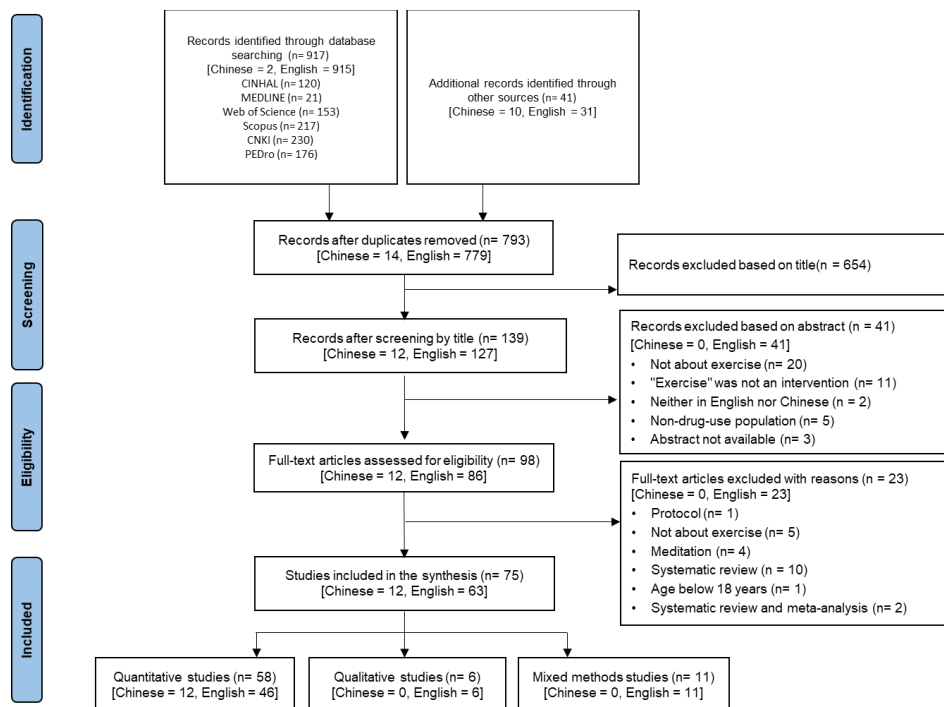 Identification
Records identified through database
searching (n= 917)
[Chinese = 2, English = 915]
CINHAL (n= 120)
MEDLINE (n= 21)
Web of Science (n= 153)
Scopus (n= 217)
CNKI (n= 230)
PEDro (n= 176)
Additional records identified through
other sources (n= 41)
[Chinese = 10, English = 31]
Screening
Records after duplicates removed (n= 793)
[Chinese = 14, English = 779]
Records excluded based on title(n = 654)
Records after screening by title (n= 139)
[Chinese = 12, English = 127]
Records excluded based on abstract (n = 41)
[Chinese = 0, English = 41]
• Not about exercise (n= 20)
• "Exercise" was not an intervention (n= 11)
• Neither in English nor Chinese (n = 2)
• Non-drug-use population (n= 5)
• Abstract not available (n= 3)
Eligibility
Full-text articles assessed for eligibility (n= 98)
[Chinese = 12, English = 86]
Full-text articles excluded with reasons (n = 23)
[Chinese = 0, English = 23]
• Protocol (n= 1)
• Not about exercise (n= 5)
• Meditation (n= 4)
• Systematic review (n = 10)
• Age below 18 years (n= 1)
• Systematic review and meta-analysis (n= 2)
Included
Studies included in the synthesis (n= 75)
[Chinese = 12, English = 63]
Quantitative studies (n= 58)
[Chinese = 12, English = 46]
Qualitative studies (n= 6)
[Chinese = 0, English = 6]
Mixed methods studies (n= 11)
[Chinese = 0, English = 11]